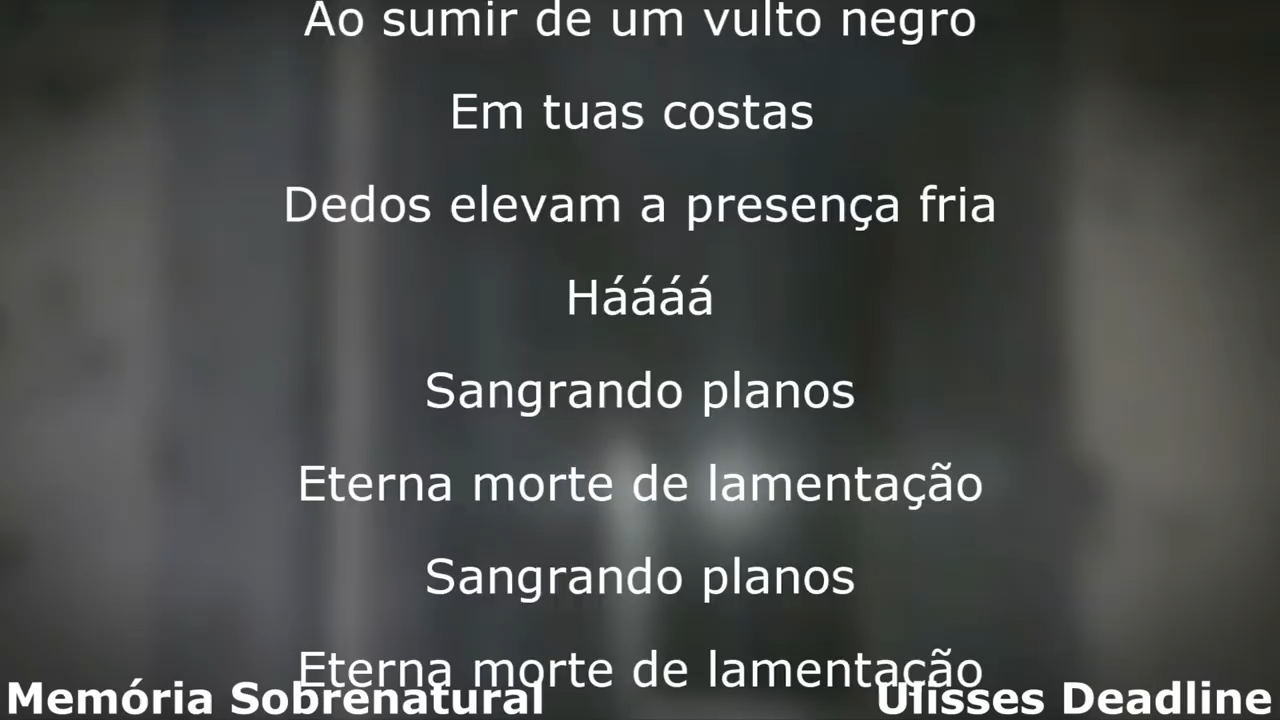 Ao sumir de um vulto negro
Em tuas costas
Dedos elevam a presença fria
Háááá
Sangrando planos
Eterna morte de lamentação
Sangrando planos
Eterna morte de lamentação
Memória Sobrenatural
Ulisses Deadline